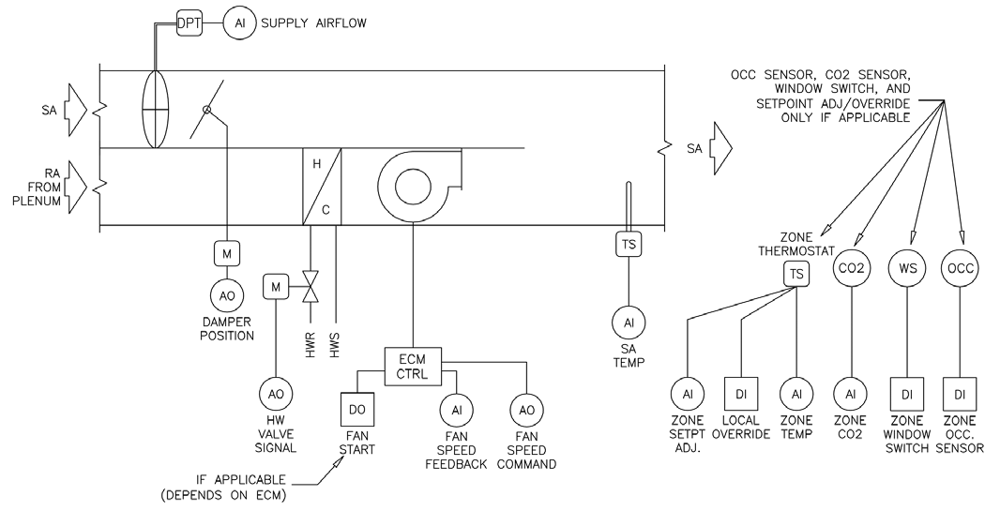 DPT
AI
SUPPLY AIRFLOW
OCC SENSOR, CO2 SENSOR,
WINDOW SWITCH, AND
SETPOINT ADJ/OVERRIDE
ONLY IF APPLICABLE
SA
SA
RA
FROM
PLENUM
H
C
M
AO
DAMPER
POSITION
M
HWR
HWS
AO
HW
VALVE
SIGNAL
ECM
CTRL
DO
FAN
START
AI
FAN
SPEED
FEEDBACK
AO
FAN
SPEED
COMMAND
IF APPLICABLE
(DEPENDS ON ECM)
TS
AI
SA
TEMP
ZONE
THERMOSTAT
TS
CO2
WS
OCC
AI
ZONE
SETPT
ADJ.
DI
LOCAL
OVERRIDE
AI
ZONE
TEMP
AI
ZONE
CO2
DI
ZONE
WINDOW
SWITCH
DI
ZONE
OCC.
SENSOR